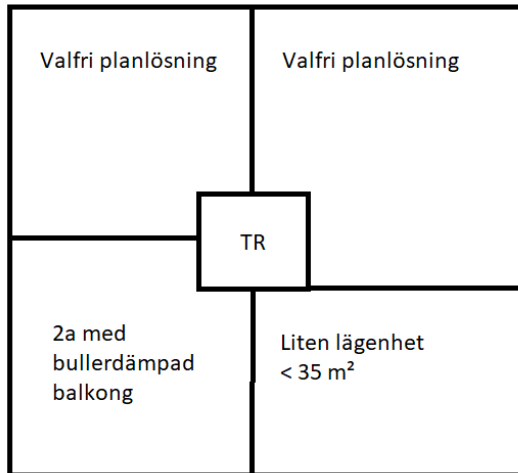 Valfri planlösning
Valfri planlösning
TR
2a med
bullerdämpad
balkong
Liten lägenhet
< 35 m²